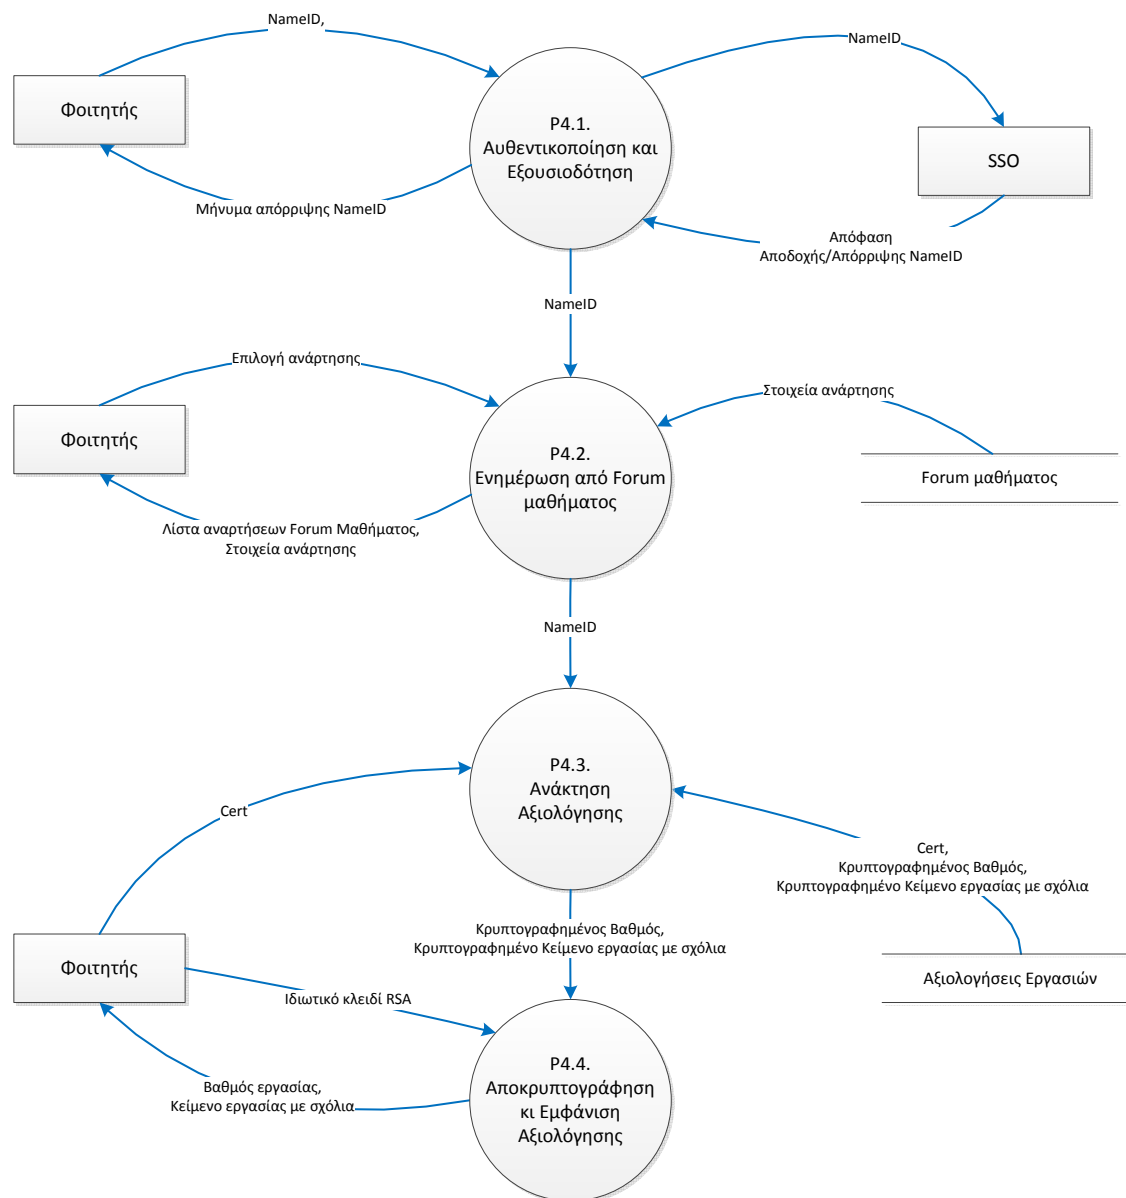 NameID,
NameID
Φοιτητής
P4.1.
Αυθεντικοποίηση και
Εξουσιοδότηση
SSO
Μήνυμα απόρριψης NameID
Απόφαση
Αποδοχής/Απόρριψης NameID
NameID
Επιλογή ανάρτησης
Στοιχεία ανάρτησης
Φοιτητής
P4.2.
Ενημέρωση από Forum
μαθήματος
Forum μαθήματος
Λίστα αναρτήσεων Forum Μαθήματος,
Στοιχεία ανάρτησης
NameID
P4.3.
Ανάκτηση
Αξιολόγησης
Cert
Cert,
Κρυπτογραφημένος Βαθμός,
Κρυπτογραφημένο Κείμενο εργασίας με σχόλια
Κρυπτογραφημένος Βαθμός,
Κρυπτογραφημένο Κείμενο εργασίας με σχόλια
Φοιτητής
Αξιολογήσεις Εργασιών
Ιδιωτικό κλειδί RSA
P4.4.
Αποκρυπτογράφηση
κι Εμφάνιση
Αξιολόγησης
Βαθμός εργασίας,
Κείμενο εργασίας με σχόλια